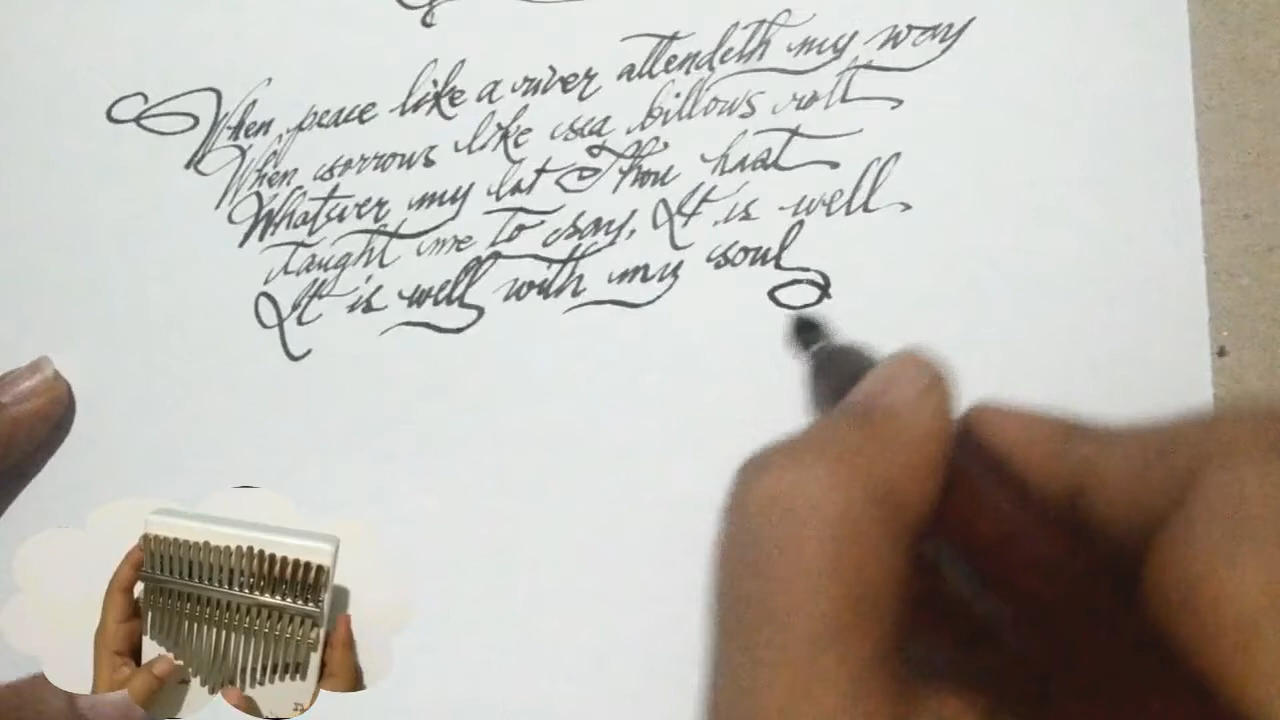 When peace like a river attendeth my way
When sorrows like sea billows roll
Whatever my lot Thou hast
taught me to say, It is well
It is well with my soul